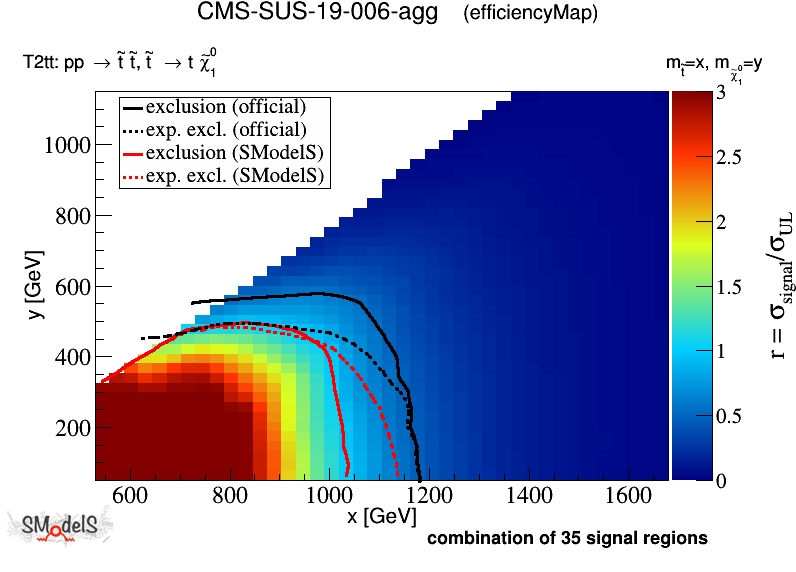 CMS-SUS-19-006-agg (efficiencyMap)
T2tt: pp → t̃ t̃, t̃ → t χ̃⁰₁
m_t̃=x, m_χ̃⁰₁=y
exclusion (official)
exp. excl. (official)
exclusion (SModelS)
exp. excl. (SModelS)
1000
800
600
400
200
y [GeV]
600 800 1000 1200 1400 1600
x [GeV]
3
2.5
2
1.5
1
0.5
0
r = σ_signal/σ_UL
SModelS
combination of 35 signal regions